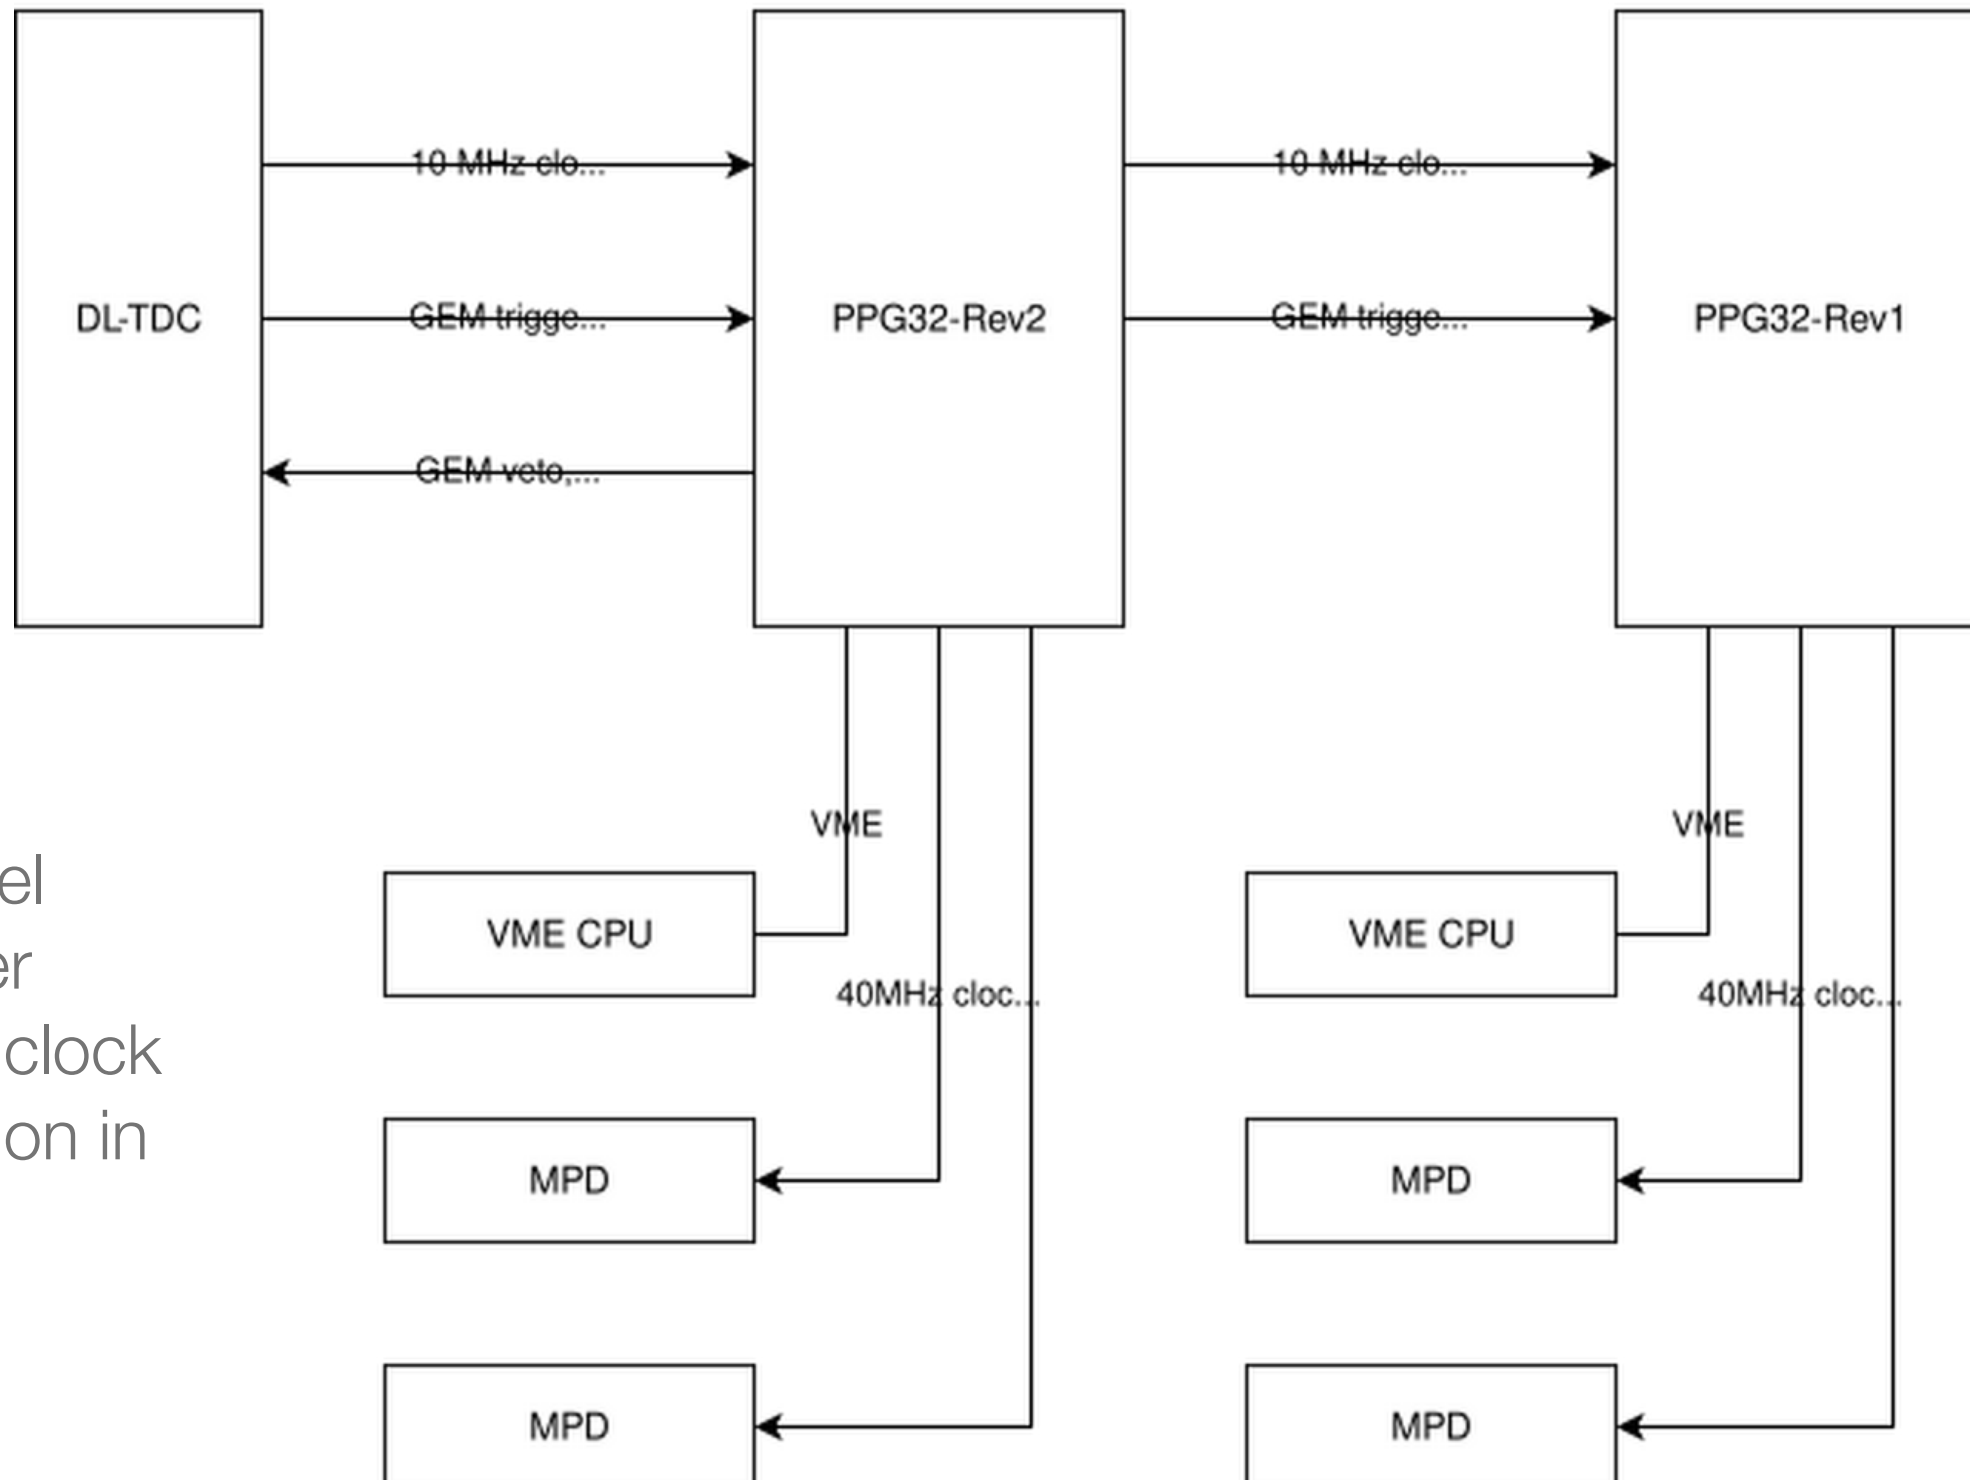 10 MHz clo...
10 MHz clo...
DL-TDC
GEM trigge...
PPG32-Rev2
GEM trigge...
PPG32-Rev1
GEM veto,...
VME
VME
el
VME CPU
VME CPU
er
40MHz cloc...
40MHz cloc...
clock
on in
MPD
MPD
MPD
MPD